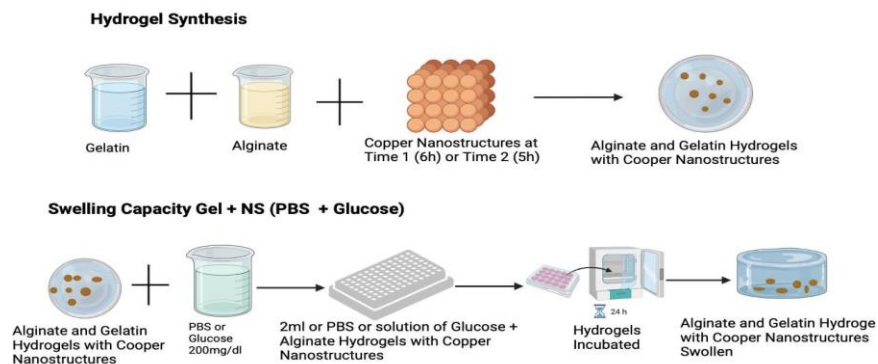 Hydrogel Synthesis
Gelatin
Alginate
Copper Nanostructures at
Time 1 (6h) or Time 2 (5h)
Alginate and Gelatin Hydrogels
with Cooper Nanostructures
Swelling Capacity Gel + NS (PBS + Glucose)
Alginate and Gelatin
Hydrogels with Cooper
Nanostructures
PBS or
Glucose
200mg/dl
2ml or PBS or solution of Glucose +
Alginate Hydrogels with Copper
Nanostructures
24 h
Hydrogels
Incubated
Alginate and Gelatin Hydroge
with Cooper Nanostructures
Swollen